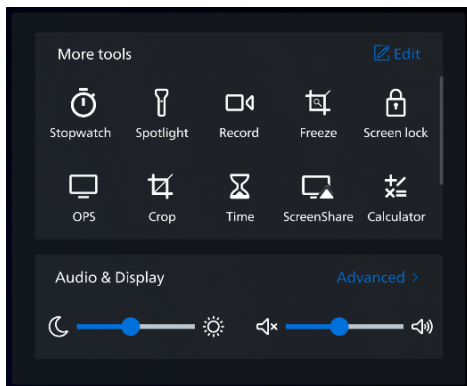 More tools Edit
Stopwatch Spotlight Record Freeze Screen lock
OPS Crop Time ScreenShare Calculator
Audio & Display Advanced >